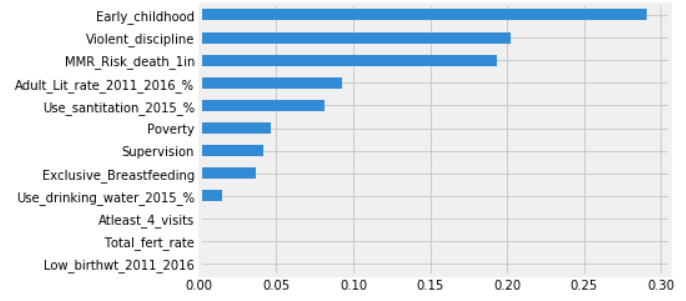 Early_childhood
Violent_discipline
MMR_Risk_death_1in
Adult_Lit_rate_2011_2016_%
Use_santitation_2015_%
Poverty
Supervision
Exclusive_Breastfeeding
Use_drinking_water_2015_%
Atleast_4_visits
Total_fert_rate
Low_birthwt_2011_2016
0.00 0.05 0.10 0.15 0.20 0.25 0.30